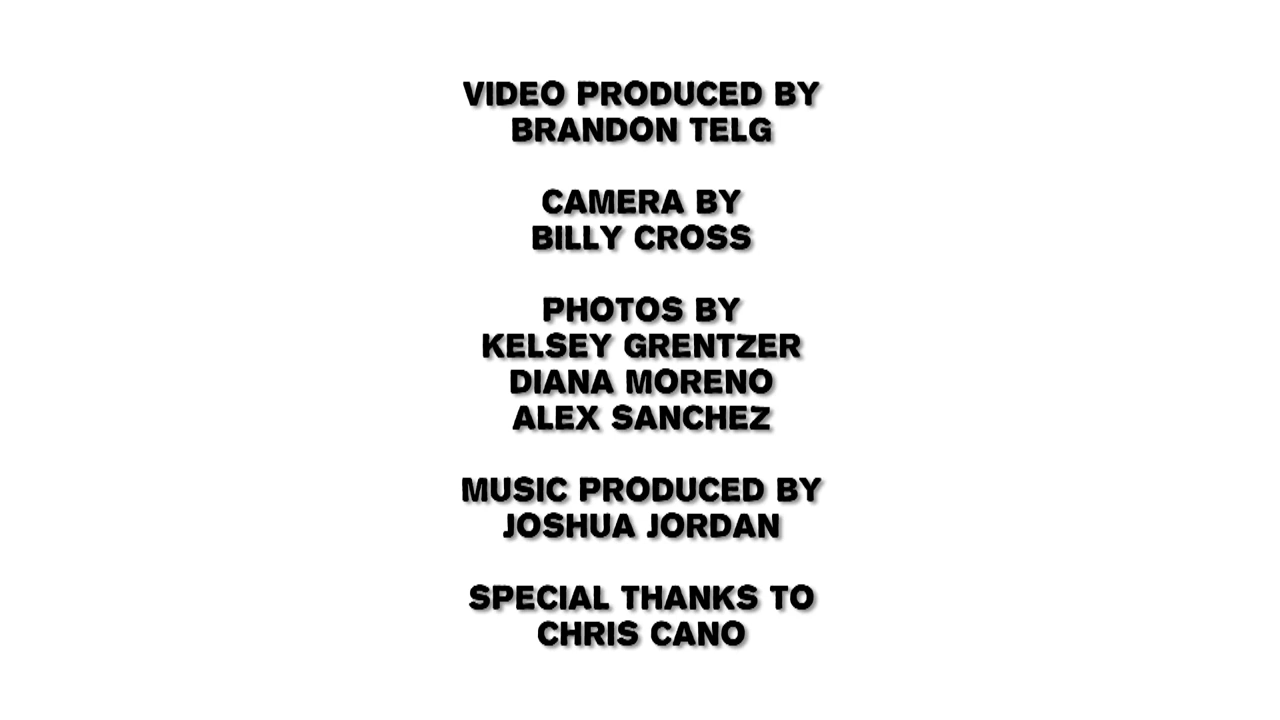 VIDEO PRODUCED BY
BRANDON TELG
CAMERA BY
BILLY CROSS
PHOTOS BY
KELSEY GRENTZER
DIANA MORENO
ALEX SANCHEZ
MUSIC PRODUCED BY
JOSHUA JORDAN
SPECIAL THANKS TO
CHRIS CANO